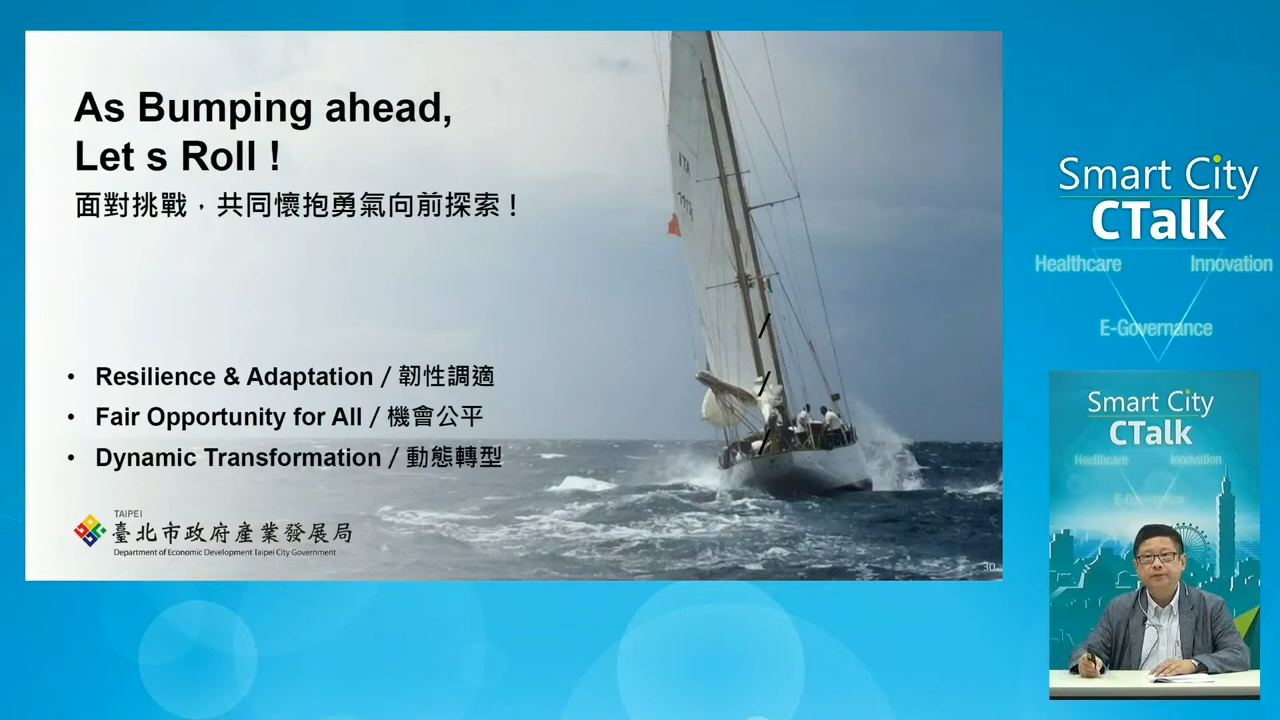 As Bumping ahead,
Let s Roll !
面對挑戰，共同懷抱勇氣向前探索！
• Resilience & Adaptation / 韌性調適
• Fair Opportunity for All / 機會公平
• Dynamic Transformation / 動態轉型
TAIPEI
臺北市政府產業發展局
Department of Economic Development Taipei City Government
30
ITA
Smart City
CTalk
Healthcare Innovation
E-Governance
Smart City
CTalk
Healthcare Innovation
E-Governance